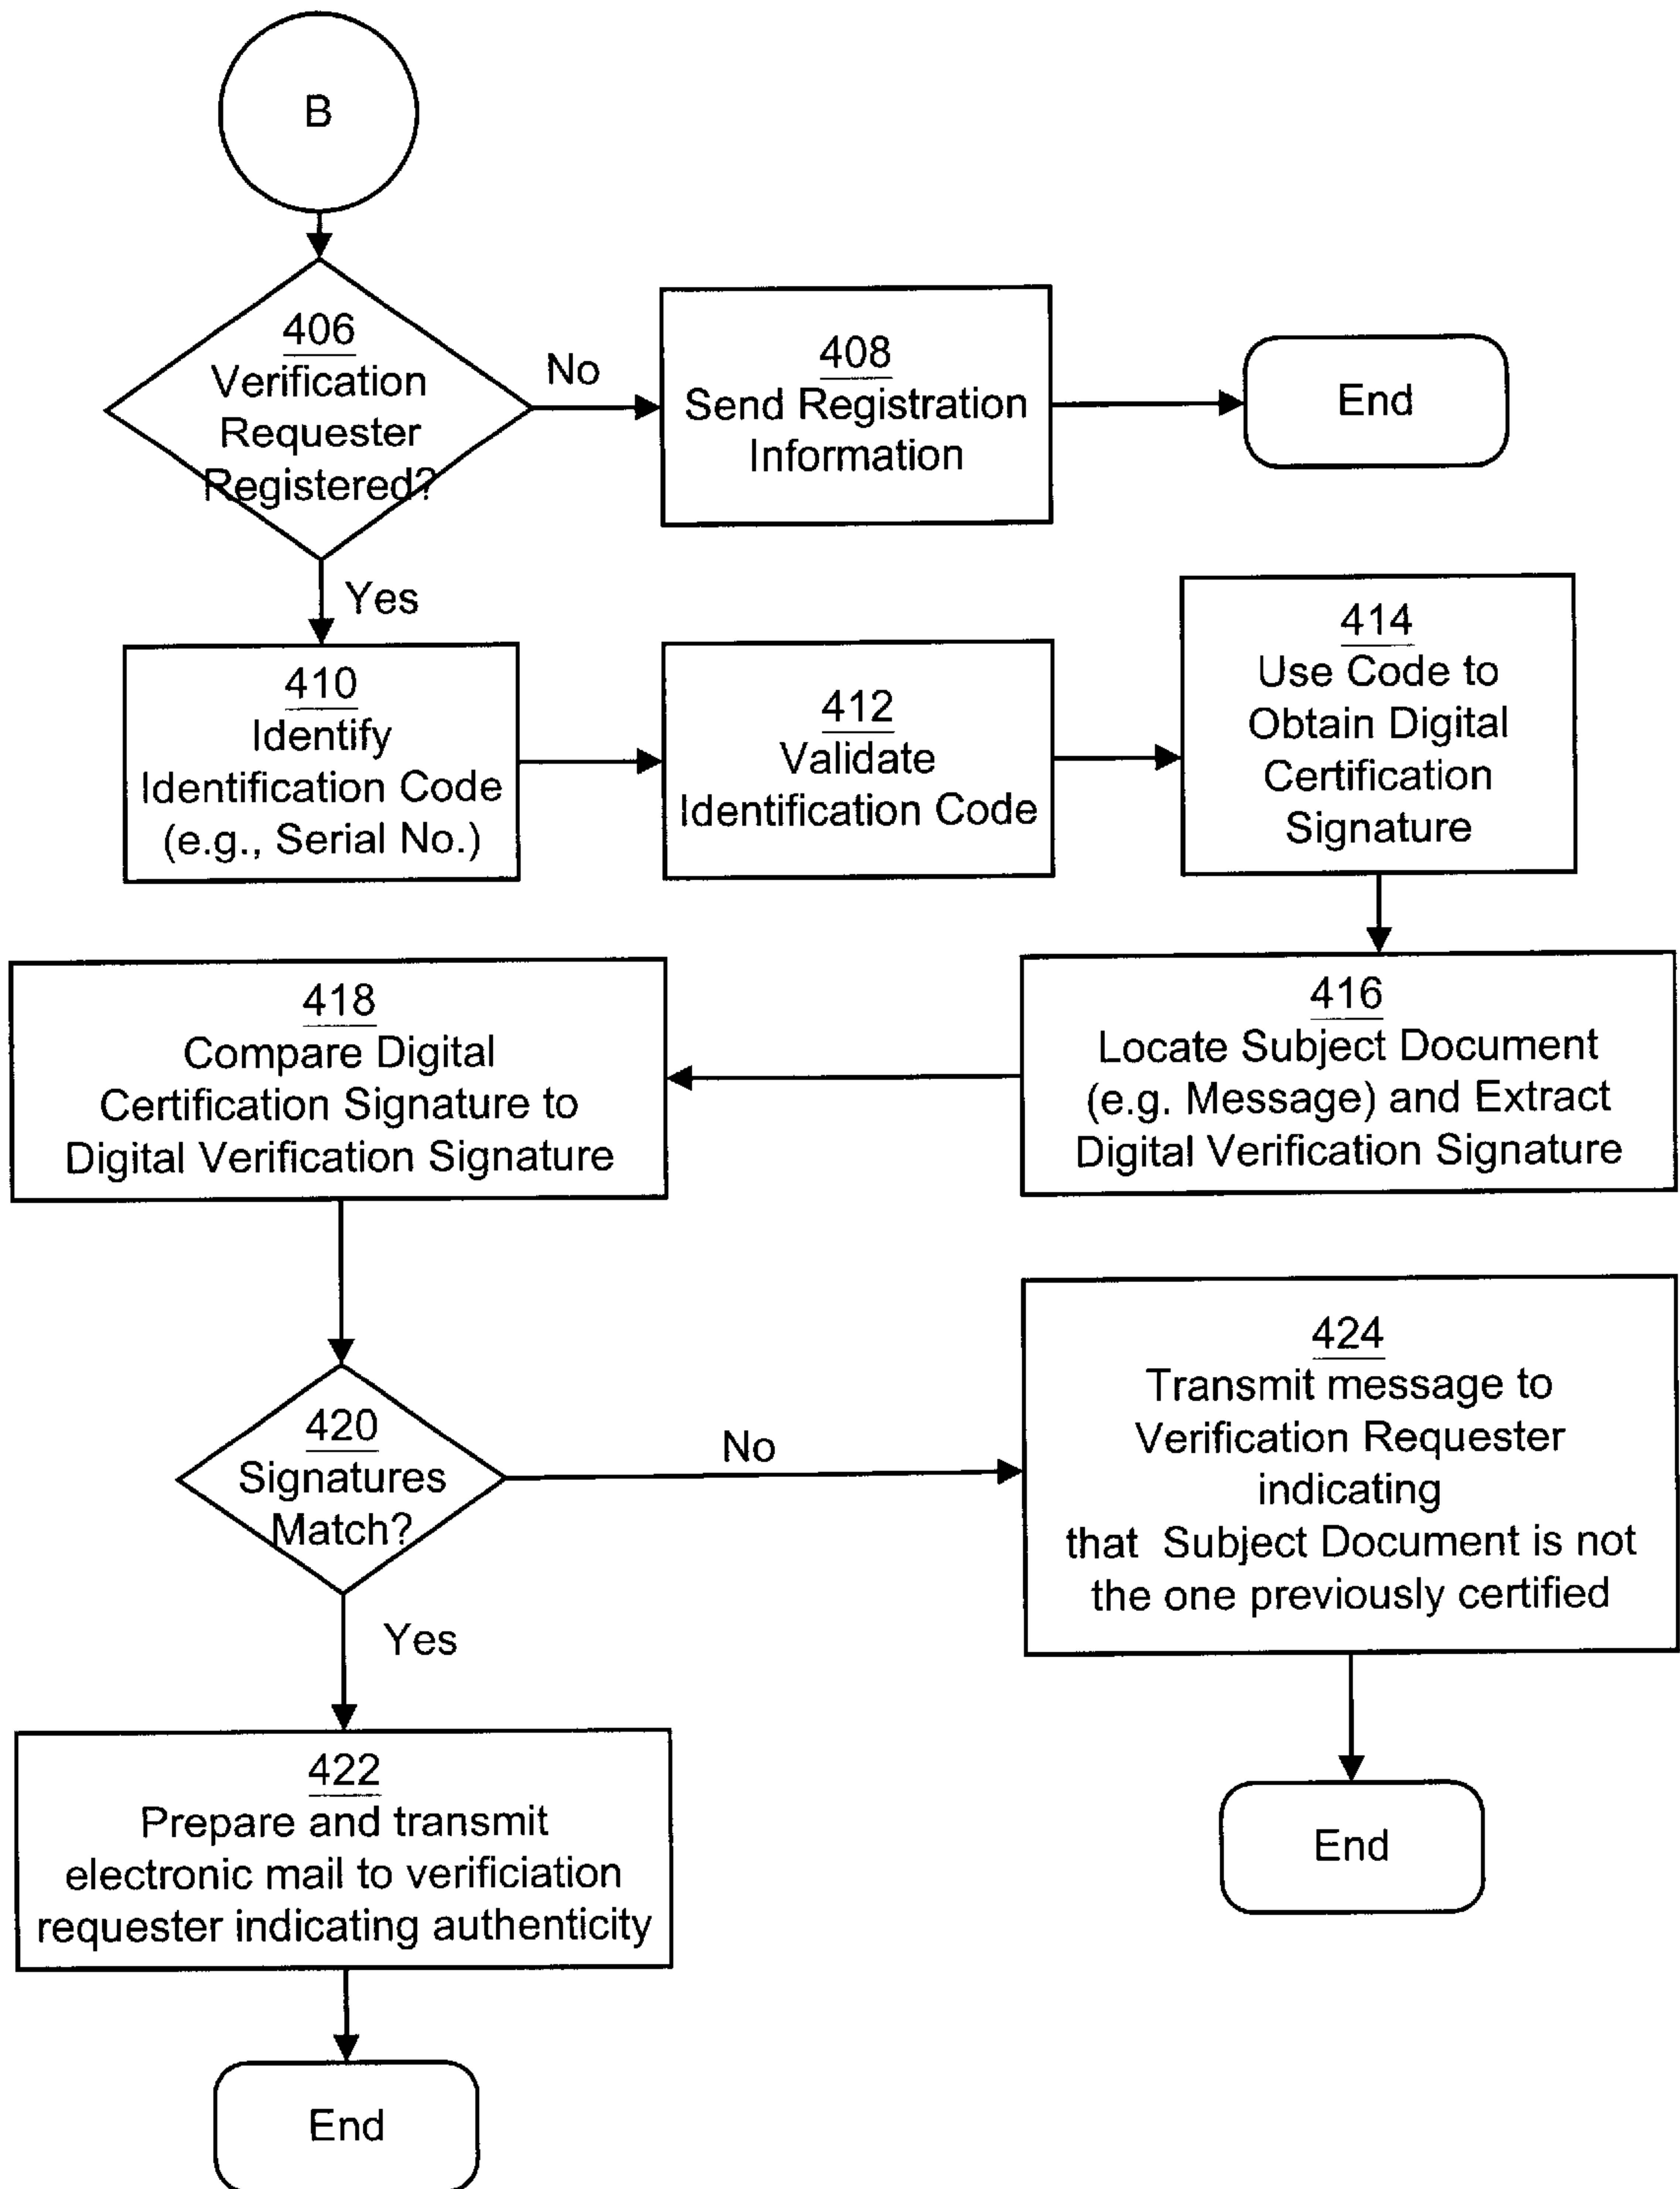 B
406
Verification
Requester
Registered?
No
408
Send Registration
Information
End
Yes
410
Identify
Identification Code
(e.g., Serial No.)
412
Validate
Identification Code
414
Use Code to
Obtain Digital
Certification
Signature
416
Locate Subject Document
(e.g. Message) and Extract
Digital Verification Signature
418
Compare Digital
Certification Signature to
Digital Verification Signature
420
Signatures
Match?
No
424
Transmit message to
Verification Requester
indicating
that Subject Document is not
the one previously certified
End
Yes
422
Prepare and transmit
electronic mail to verificiation
requester indicating authenticity
End